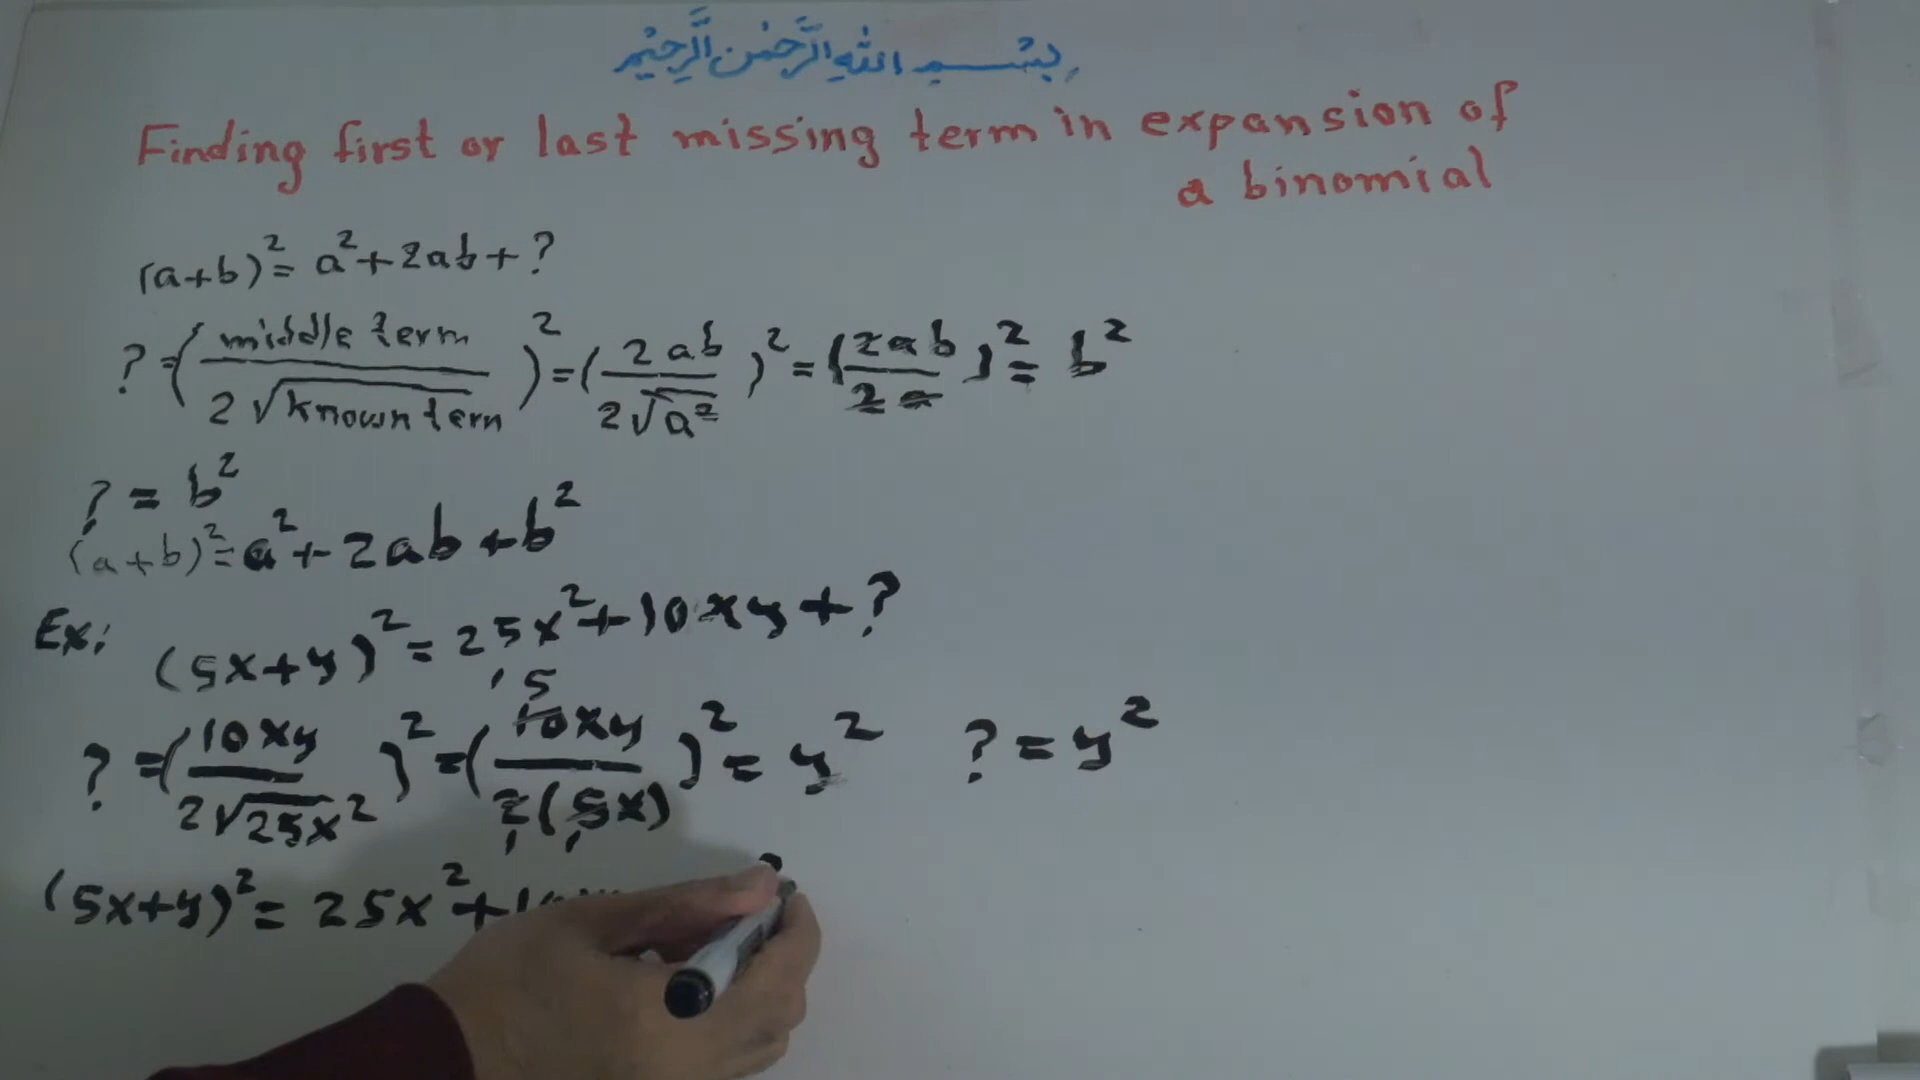 بِسْمِ اللهِ الرَّحْمٰنِ الرَّحِيْمِ
Finding first or last missing term in expansion of
a binomial
(a+b)²= a²+2ab+?
?=(middle term / 2√known term)²=(2ab / 2√a²)²=(2ab / 2a)²= b²
?= b²
(a+b)²=a²+2ab+b²
Ex: (5x+y)²=25x²+10xy+?
?=(10xy / 2√25x²)²=(10xy / 2(5x))²= y² ?= y²
(5x+y)²= 25x²+